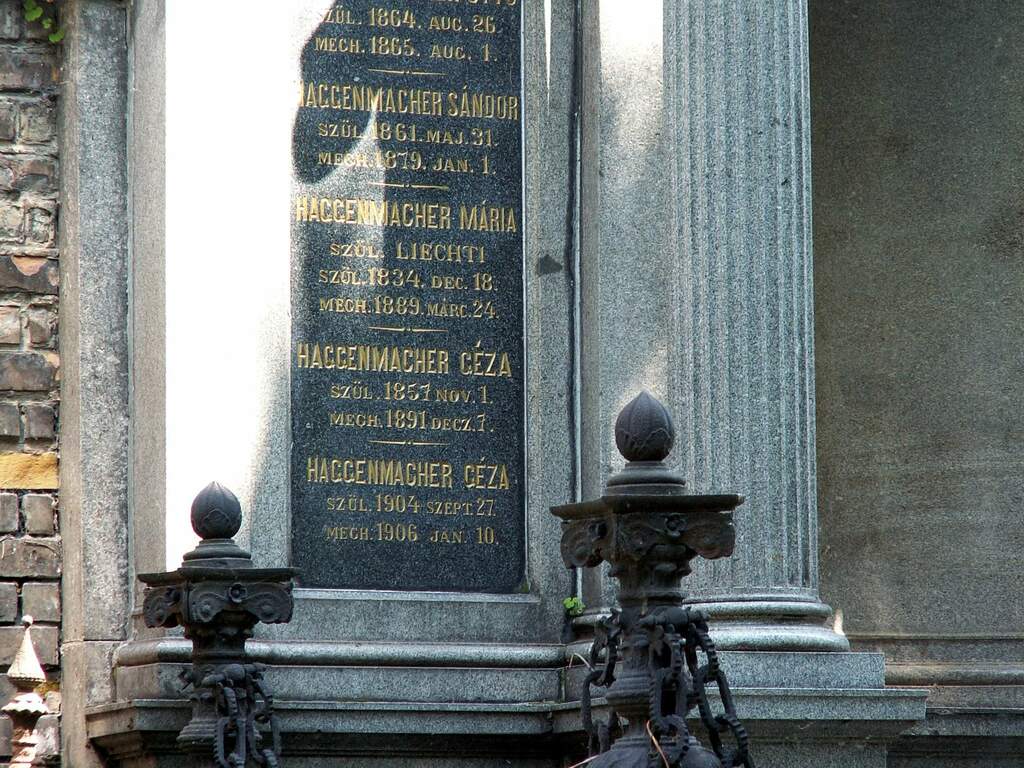 SZÜL. 1864. AUG. 26.
MECH. 1865. AUG. 1.
HAGGENMACHER SÁNDOR
SZÜL. 1861. MAJ. 31.
MECH. 1879. JAN. 1.
HAGGENMACHER MÁRIA
SZÜL. LIECHTI
SZÜL. 1834. DEC. 18.
MEGH. 1889. MÁRC. 24.
HAGGENMACHER GÉZA
SZÜL. 1857 NOV. 1.
MEGH. 1891 DECZ. 7.
HAGGENMACHER GÉZA
SZÜL. 1904 SZEPT. 27.
MEGH. 1906 JAN. 10.